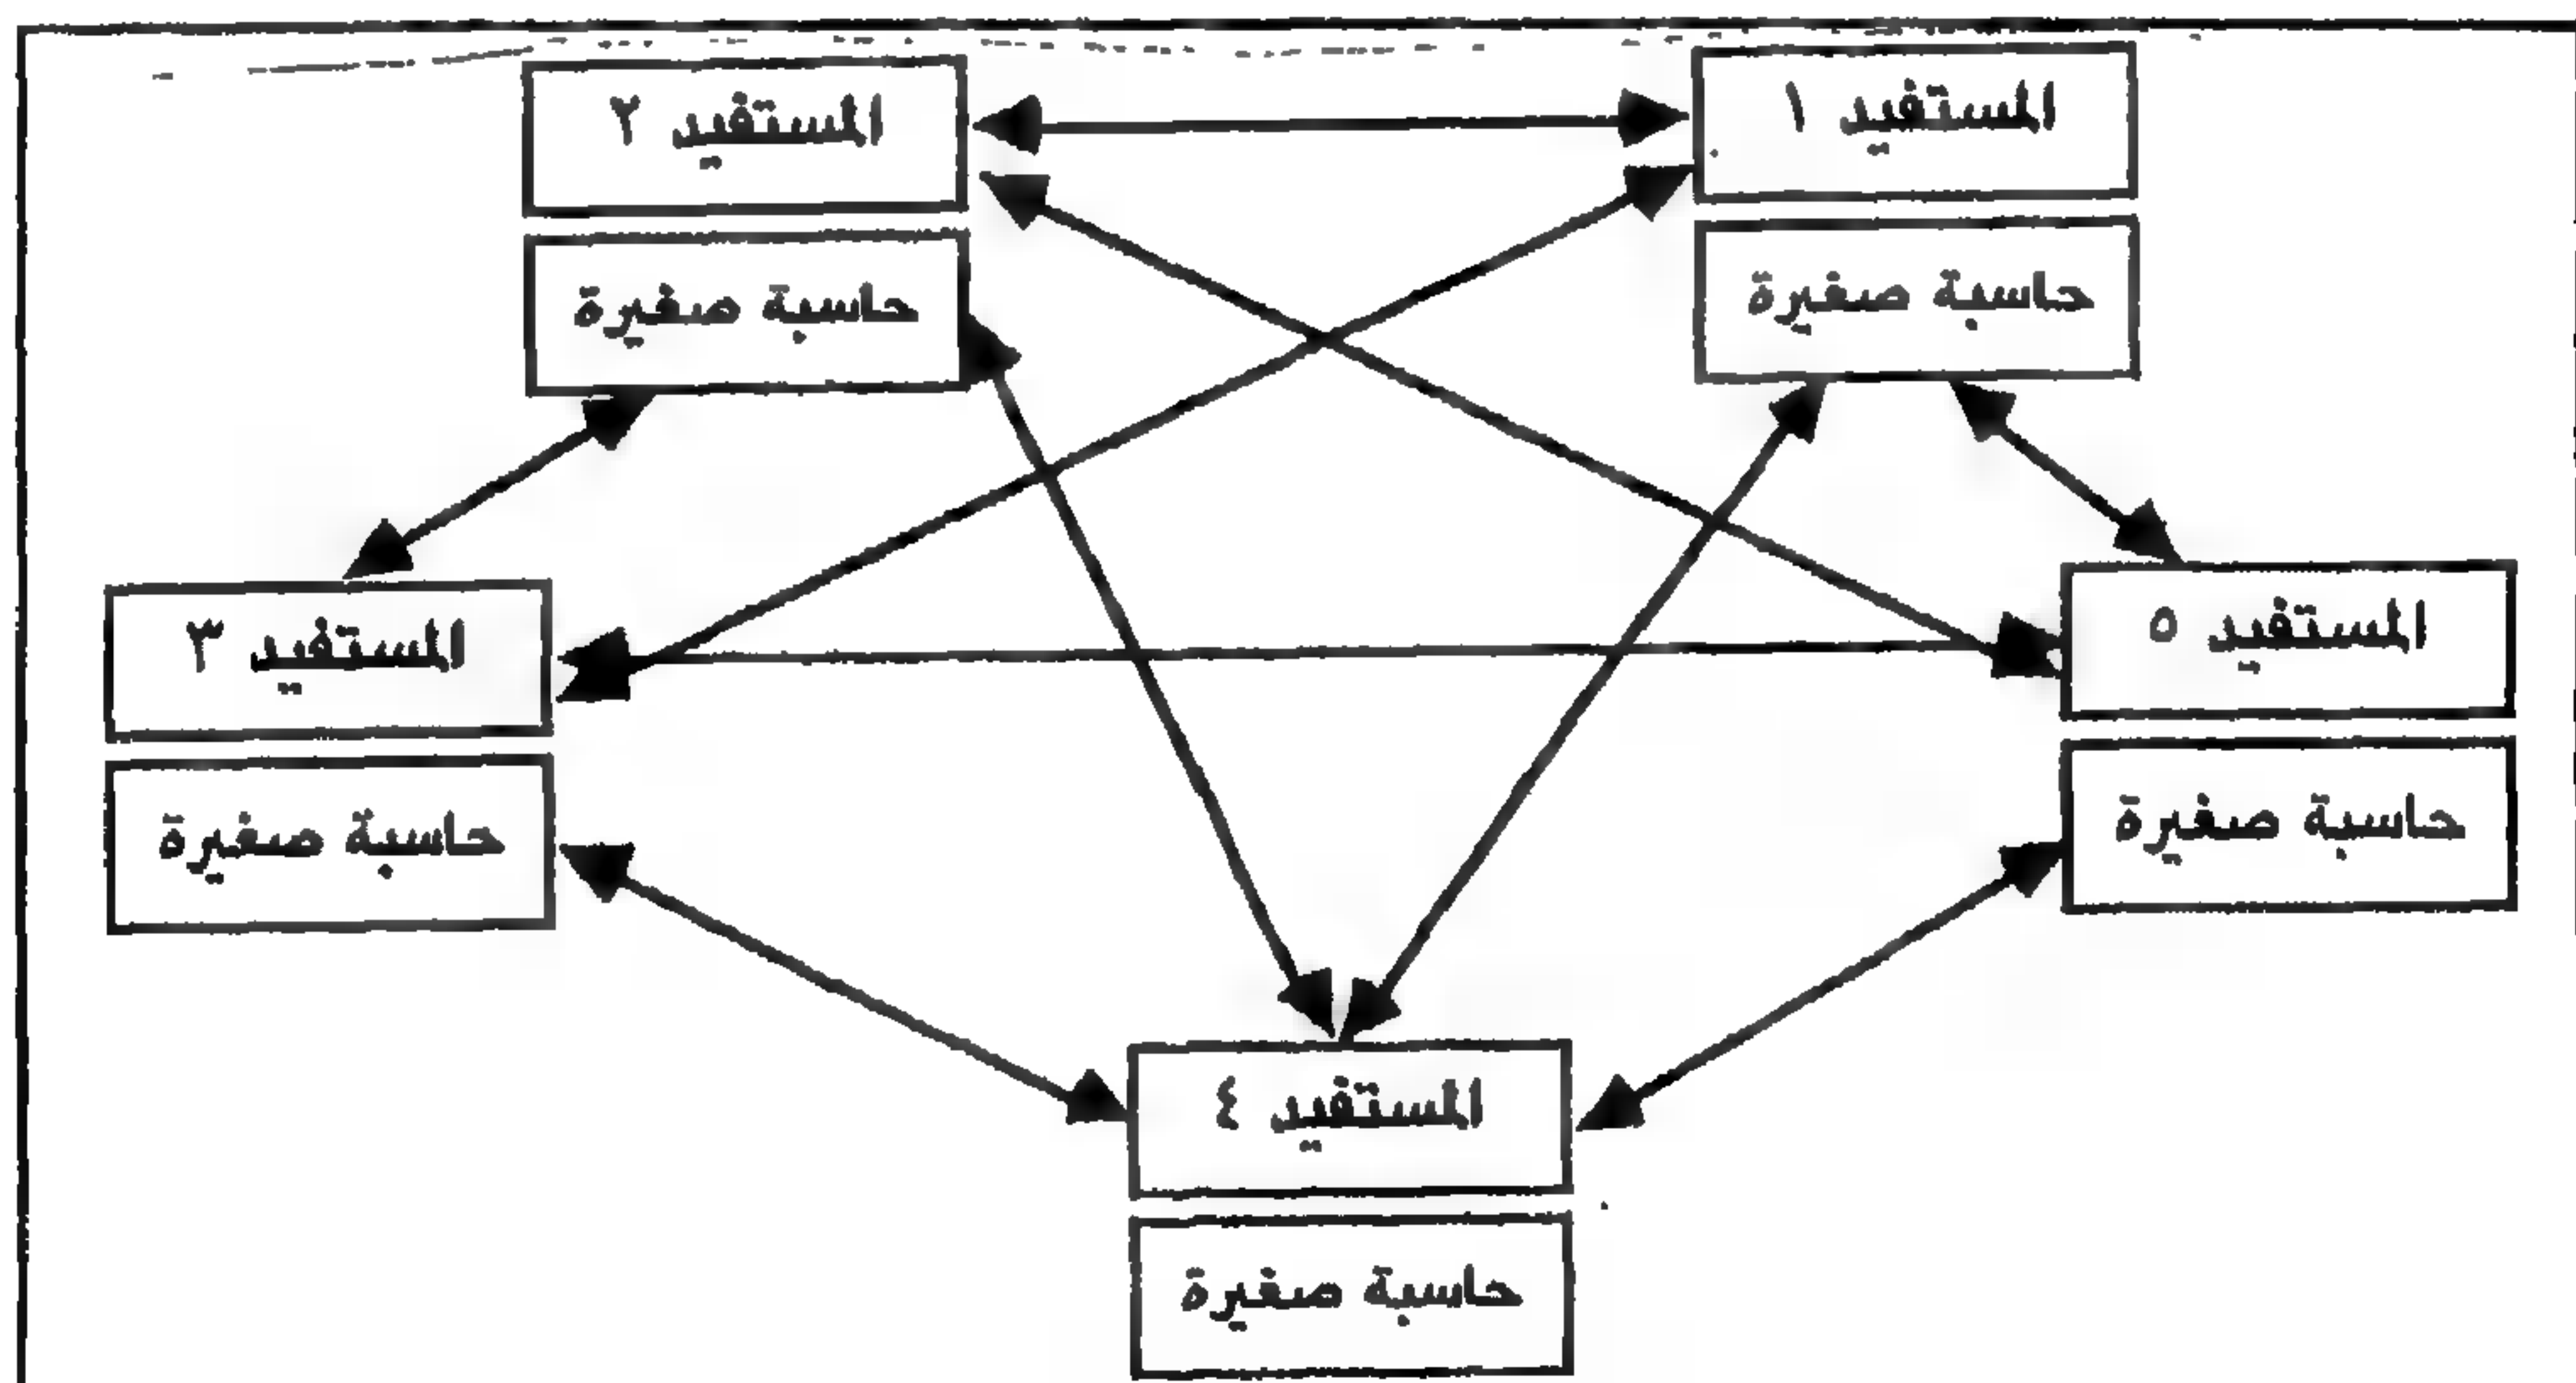 المستفيد ١
حاسبة صغيرة
المستفيد ٢
حاسبة صغيرة
المستفيد ٣
حاسبة صغيرة
المستفيد ٤
حاسبة صغيرة
المستفيد ٥
حاسبة صغيرة